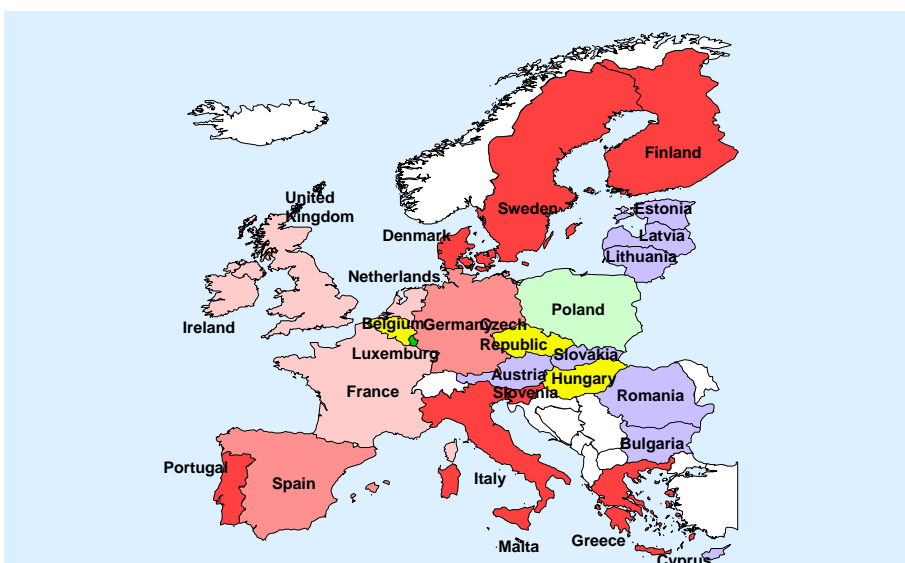 Finland
United
Kingdom
Sweden
Estonia
Denmark
Latvia
Lithuania
Netherlands
Poland
Ireland
Belgium
Germany
Czech
Republic
Luxemburg
Slovakia
Austria
Hungary
France
Slovenia
Romania
Bulgaria
Portugal
Spain
Italy
Greece
Malta
Cyprus